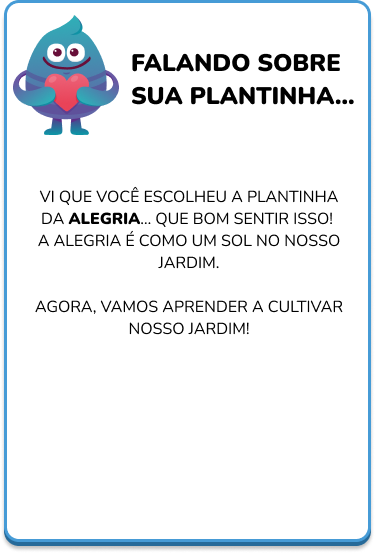 FALANDO SOBRE
SUA PLANTINHA...
VI QUE VOCÊ ESCOLHEU A PLANTINHA
DA ALEGRIA... QUE BOM SENTIR ISSO!
A ALEGRIA É COMO UM SOL NO NOSSO
JARDIM.
AGORA, VAMOS APRENDER A CULTIVAR
NOSSO JARDIM!